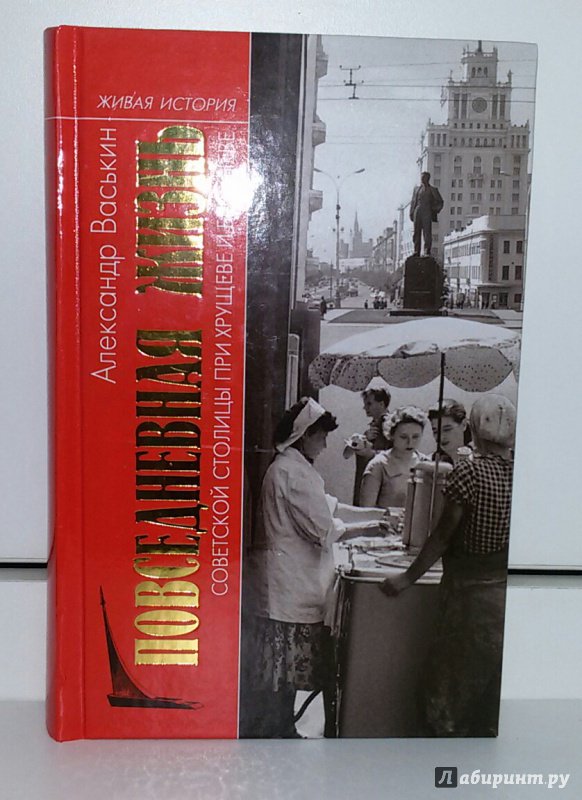 ЖИВАЯ ИСТОРИЯ
Александр Васькин
ПОВСЕДНЕВНАЯ ЖИЗНЬ
СОВЕТСКОЙ СТОЛИЦЫ ПРИ ХРУЩЕВЕ И
Лабиринт.ру